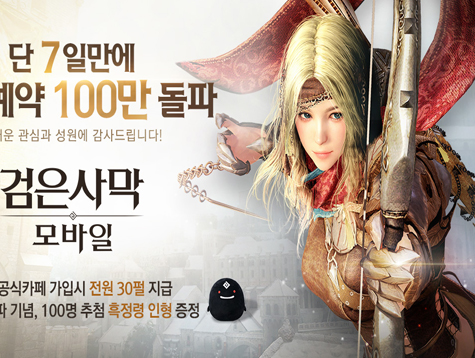 단 7일만에
예약 100만 돌파
운 관심과 성원에 감사드립니다!
검은사막
모바일
공식카페 가입시 전원 30펄 지급
기념, 100명 추첨 흑정령 인형 증정